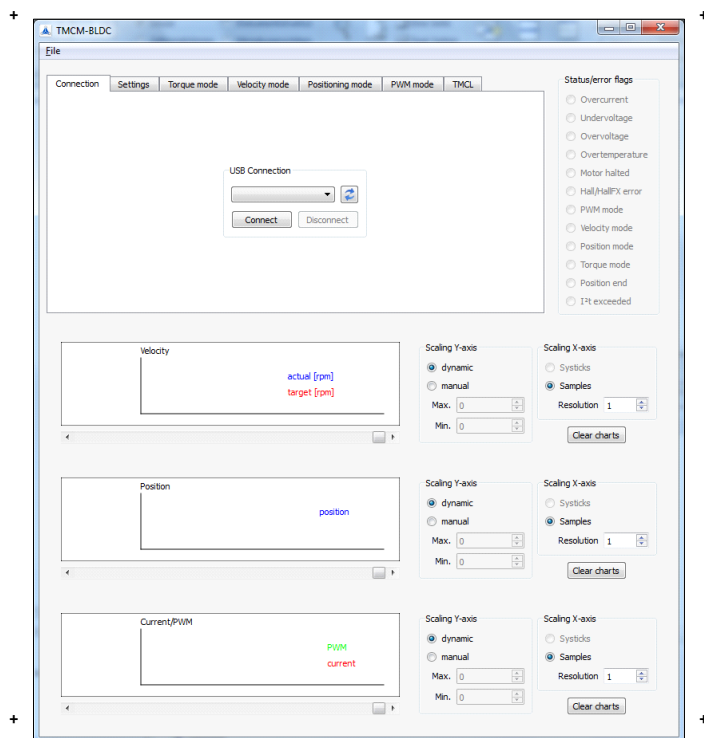 TMCM-BLDC
File
Connection Settings Torque mode Velocity mode Positioning mode PWM mode TMCL
USB Connection
Connect Disconnect
Status/error flags
Overcurrent
Undervoltage
Overvoltage
Overtemperature
Motor halted
Hall/HallFX error
PWM mode
Velocity mode
Position mode
Torque mode
Position end
I²t exceeded
Velocity
actual [rpm]
target [rpm]
Scaling Y-axis
dynamic
manual
Max. 0
Min. 0
Scaling X-axis
Systicks
Samples
Resolution 1
Clear charts
Position
position
Scaling Y-axis
dynamic
manual
Max. 0
Min. 0
Scaling X-axis
Systicks
Samples
Resolution 1
Clear charts
Current/PWM
PWM
current
Scaling Y-axis
dynamic
manual
Max. 0
Min. 0
Scaling X-axis
Systicks
Samples
Resolution 1
Clear charts